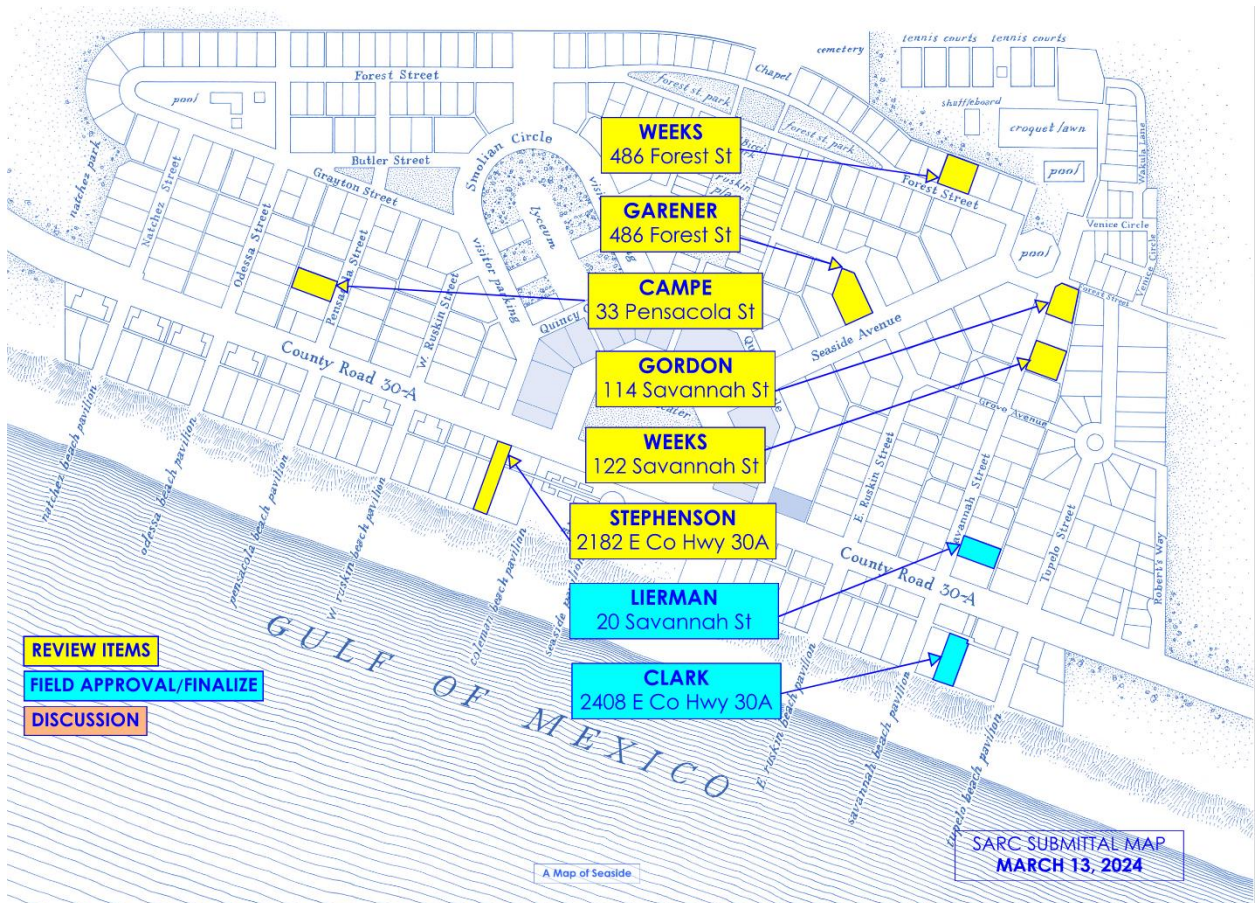 tennis courts
tennis courts
cemetery
Chapel
Forest Street
forest st. park
forest st. park
shuffleboard
croquet lawn
Wakula Lane
pool
pool
natchez park
Butler Street
Smolian Circle
Grayton Street
Natchez Street
Odessa Street
Pensacola Street
W. Ruskin Street
visitor parking
lyceum
Forest Street
Venice Circle
Venice Circle
pool
Forest Street
Seaside Avenue
Grove Avenue
E. Ruskin Street
Savannah Street
Tupelo Street
Robert's Way
County Road 30-A
County Road 30-A
WEEKS
486 Forest St
GARENER
486 Forest St
CAMPE
33 Pensacola St
GORDON
114 Savannah St
WEEKS
122 Savannah St
STEPHENSON
2182 E Co Hwy 30A
LIERMAN
20 Savannah St
CLARK
2408 E Co Hwy 30A
natchez beach pavilion
odessa beach pavilion
pensacola beach pavilion
w ruskin beach pavilion
coleman beach pavilion
E ruskin beach pavilion
savannah beach pavilion
tupelo beach pavilion
GULF OF MEXICO
REVIEW ITEMS
FIELD APPROVAL/FINALIZE
DISCUSSION
SARC SUBMITTAL MAP
MARCH 13, 2024
A Map of Seaside